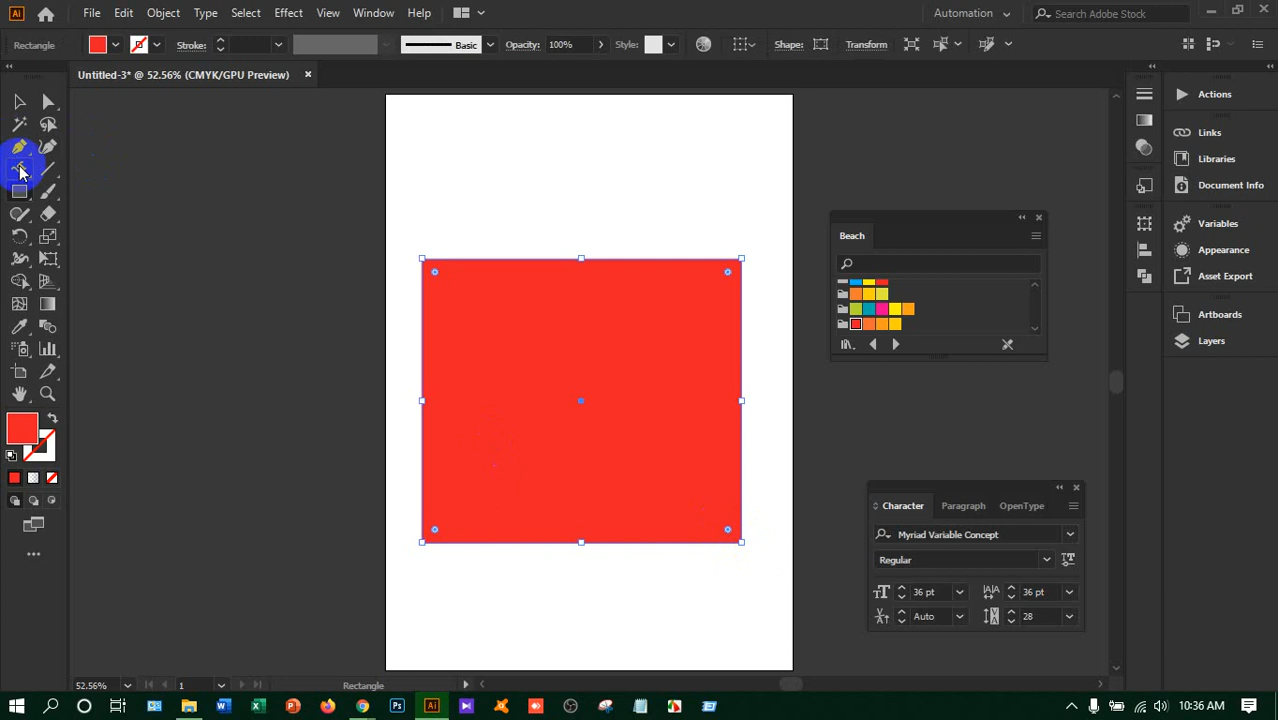 Ai File Edit Object Type Select Effect View Window Help Automation Search Adobe Stock
Rectangle Stroke: Basic Opacity: 100% Style: Shape: Transform
Untitled-3* @ 52.56% (CMYK/GPU Preview)
Actions
Links
Libraries
Document Info
Variables
Appearance
Asset Export
Artboards
Layers
Beach
Character Paragraph OpenType
Myriad Variable Concept
Regular
36 pt 36 pt
Auto 28
52.56% 1 Rectangle
Ai 10:36 AM